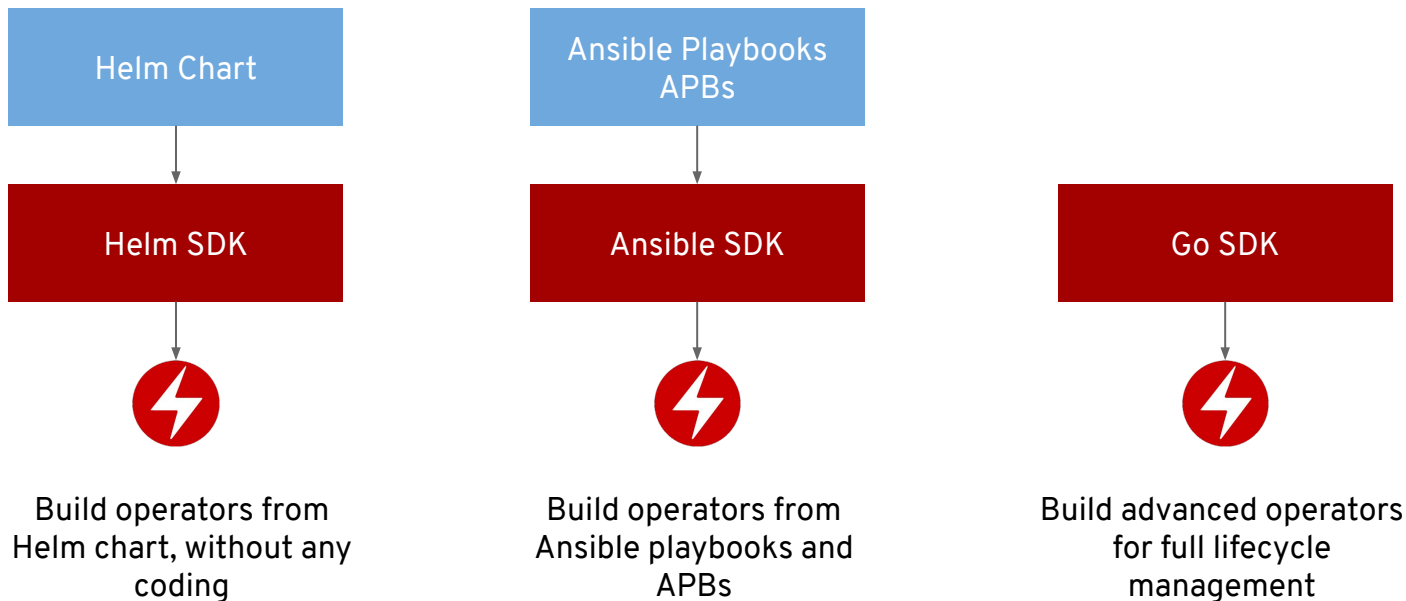 Helm Chart
Ansible Playbooks
APBs
Helm SDK
Ansible SDK
Go SDK
Build operators from
Helm chart, without any
coding
Build operators from
Ansible playbooks and
APBs
Build advanced operators
for full lifecycle
management